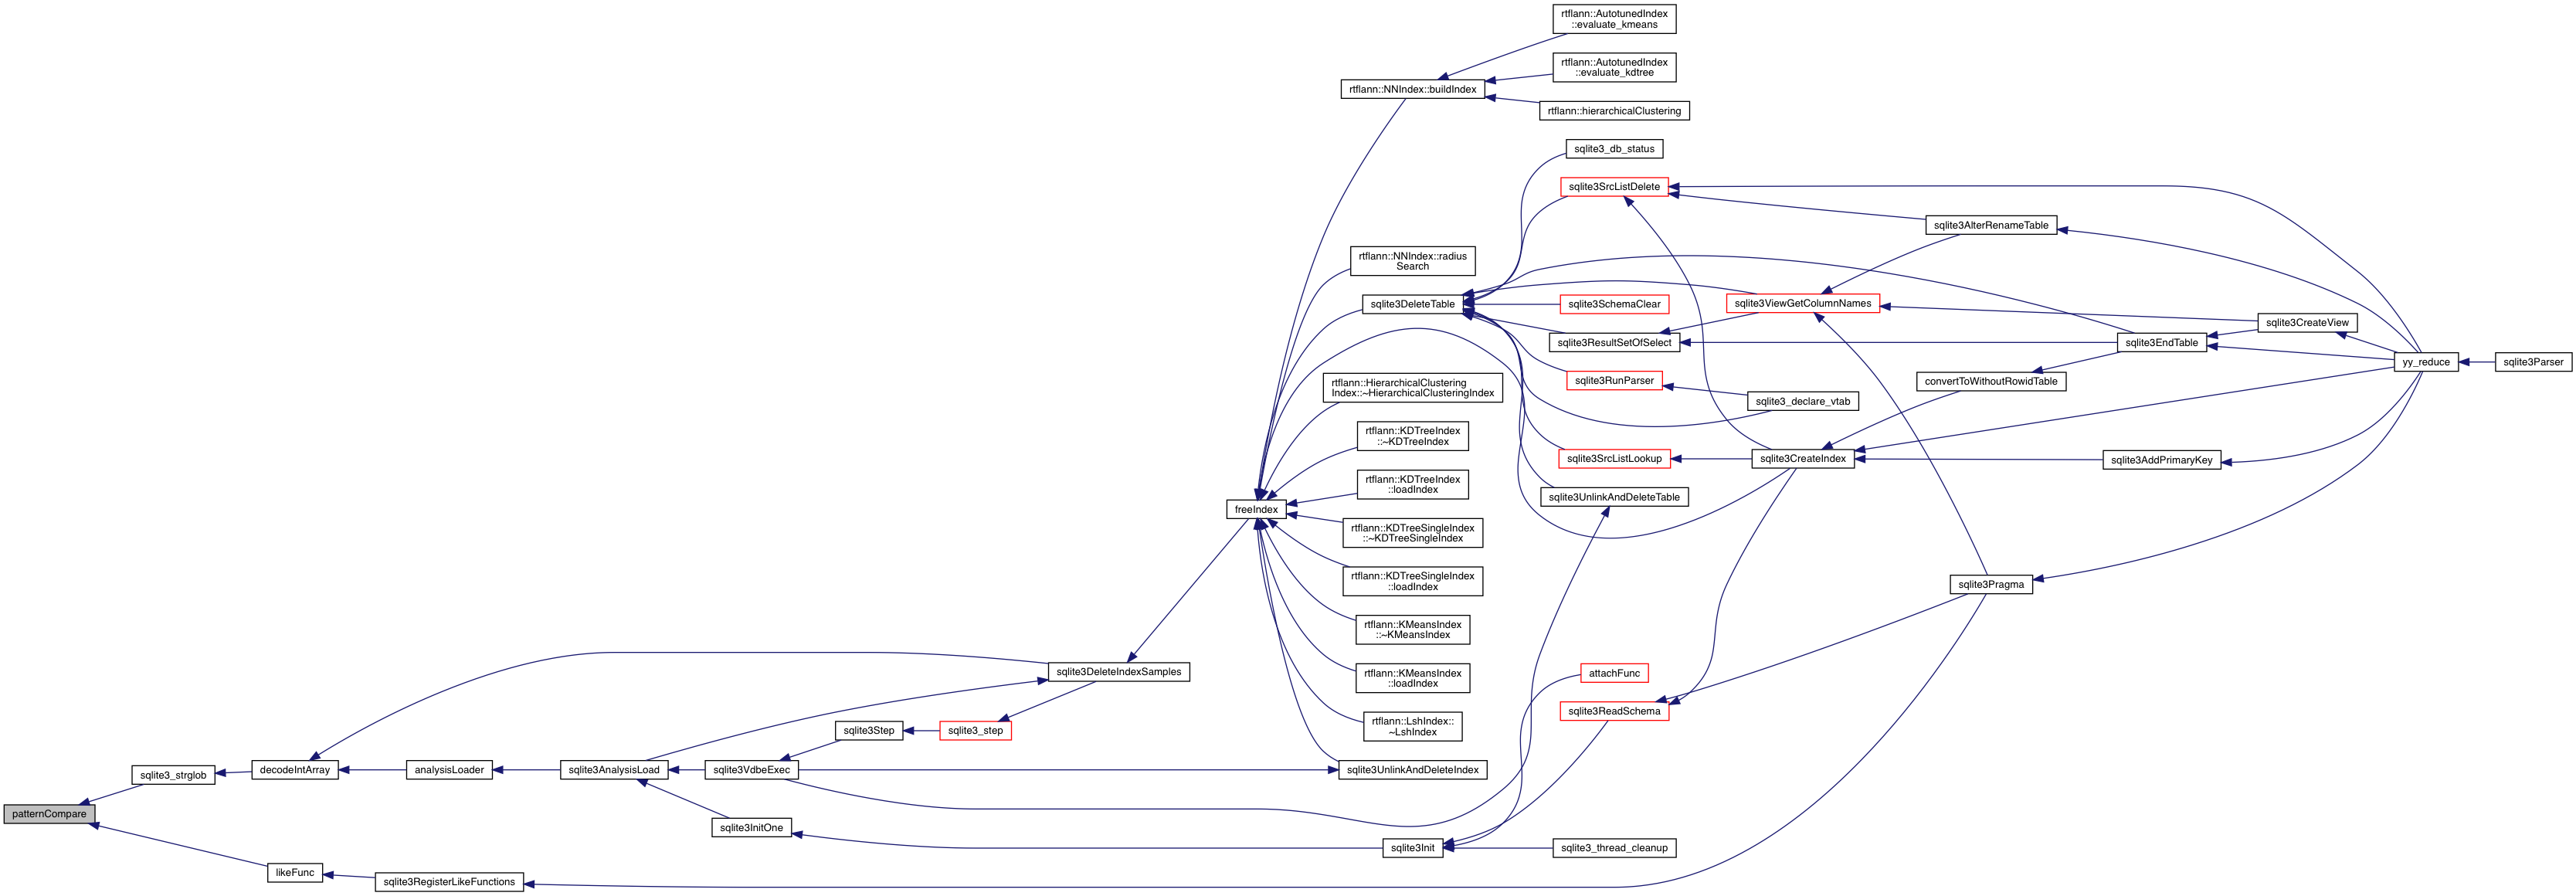 patternCompare
sqlite3_strglob
likeFunc
decodeIntArray
sqlite3RegisterLikeFunctions
analysisLoader
sqlite3AnalysisLoad
sqlite3VdbeExec
sqlite3InitOne
sqlite3Step
sqlite3_step
sqlite3DeleteIndexSamples
freeIndex
rtflann::NNIndex::buildIndex
rtflann::NNIndex::radius
Search
sqlite3DeleteTable
rtflann::HierarchicalClustering
Index::~HierarchicalClusteringIndex
rtflann::KDTreeIndex
::~KDTreeIndex
rtflann::KDTreeIndex
::loadIndex
rtflann::KDTreeSingleIndex
::~KDTreeSingleIndex
rtflann::KDTreeSingleIndex
::loadIndex
rtflann::KMeansIndex
::~KMeansIndex
rtflann::KMeansIndex
::loadIndex
rtflann::LshIndex::
~LshIndex
sqlite3UnlinkAndDeleteIndex
sqlite3Init
rtflann::AutotunedIndex
::evaluate_kmeans
rtflann::AutotunedIndex
::evaluate_kdtree
rtflann::hierarchicalClustering
sqlite3_db_status
sqlite3SrcListDelete
sqlite3SchemaClear
sqlite3ResultSetOfSelect
sqlite3RunParser
sqlite3SrcListLookup
sqlite3UnlinkAndDeleteTable
attachFunc
sqlite3ReadSchema
sqlite3_thread_cleanup
sqlite3ViewGetColumnNames
sqlite3_declare_vtab
sqlite3CreateIndex
sqlite3AlterRenameTable
convertToWithoutRowidTable
sqlite3Pragma
sqlite3EndTable
sqlite3AddPrimaryKey
sqlite3CreateView
yy_reduce
sqlite3Parser